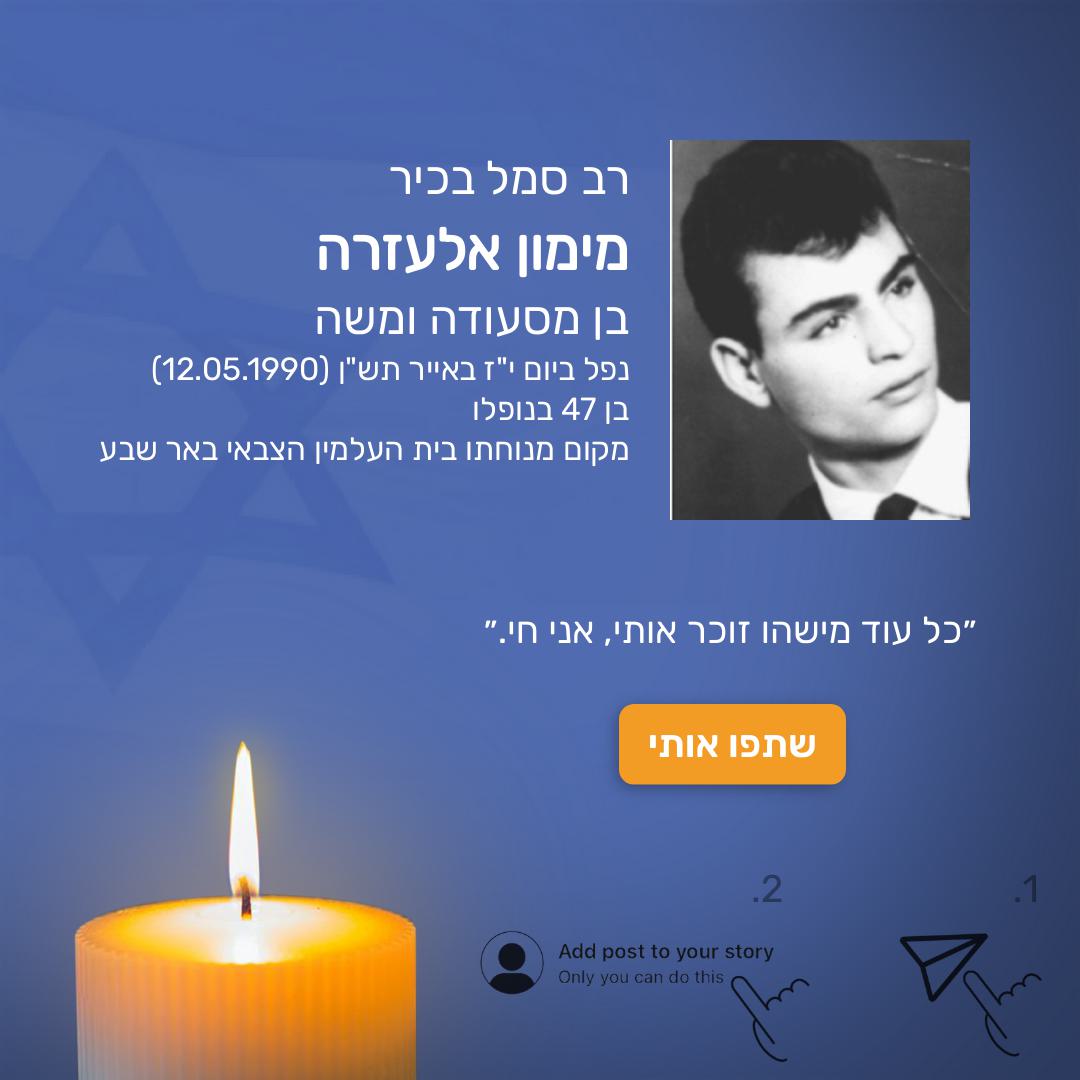 רב סמל בכיר
מימון אלעזרה
בן מסעודה ומשה
נפל ביום י"ז באייר תש"ן (12.05.1990)
בן 47 בנופלו
מקום מנוחתו בית העלמין הצבאי באר שבע
״כל עוד מישהו זוכר אותי, אני חי.״
שתפו אותי
1.
2.
Add post to your story
Only you can do this